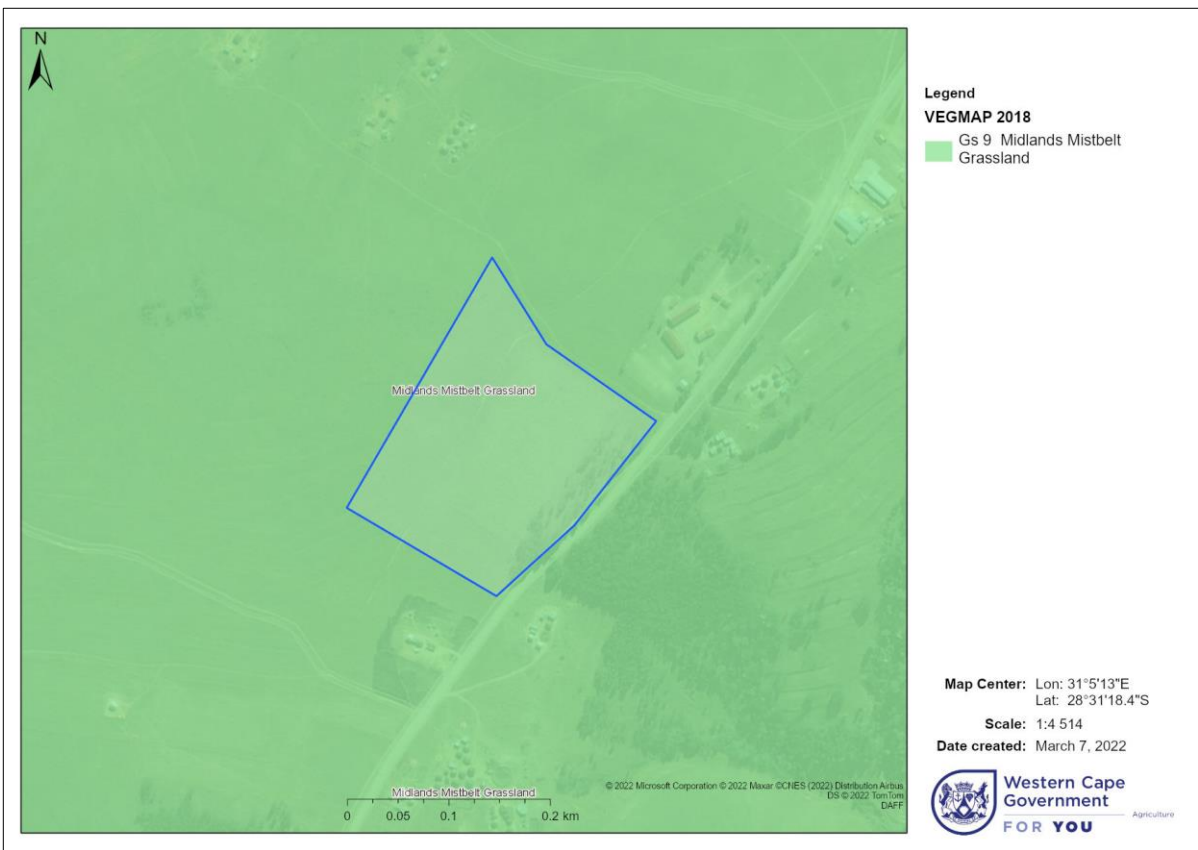 N
Legend
VEGMAP 2018
Gs 9 Midlands Mistbelt
Grassland
Midlands Mistbelt Grassland
Midlands Mistbelt Grassland
0 0.05 0.1 0.2 km
© 2022 Microsoft Corporation © 2022 Maxar ©CNES (2022) Distribution Airbus
DS © 2022 TomTom
DAFF
Map Center: Lon: 31°5'13"E
Lat: 28°31'18.4"S
Scale: 1:4 514
Date created: March 7, 2022
Western Cape
Government
Agriculture
FOR YOU